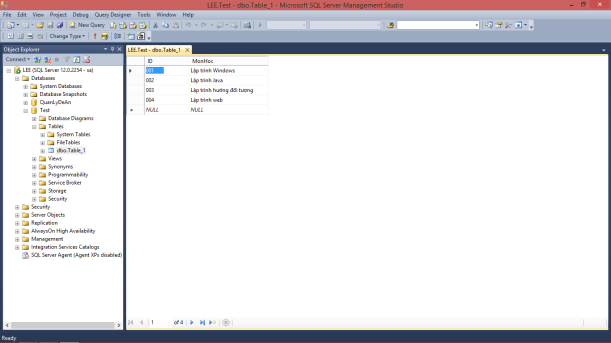 LEE.Test - dbo.Table_1 - Microsoft SQL Server Management Studio
File Edit View Project Debug Query Designer Tools Window Help
New Query
Change Type
Object Explorer
LEE.Test - dbo.Table_1
Connect
ID MonHoc
LEE (SQL Server 12.0.2254 - sa)
001 Lập trình Windows
Databases
002 Lập trình Java
System Databases
003 Lập trình hướng đối tượng
Database Snapshots
004 Lập trình web
QuanLyDeAn
NULL NULL
Test
Database Diagrams
Tables
System Tables
FileTables
dbo.Table_1
Views
Synonyms
Programmability
Service Broker
Storage
Security
Security
Server Objects
Replication
AlwaysOn High Availability
Management
Integration Services Catalogs
SQL Server Agent (Agent XPs disabled)
1 of 4
Ready